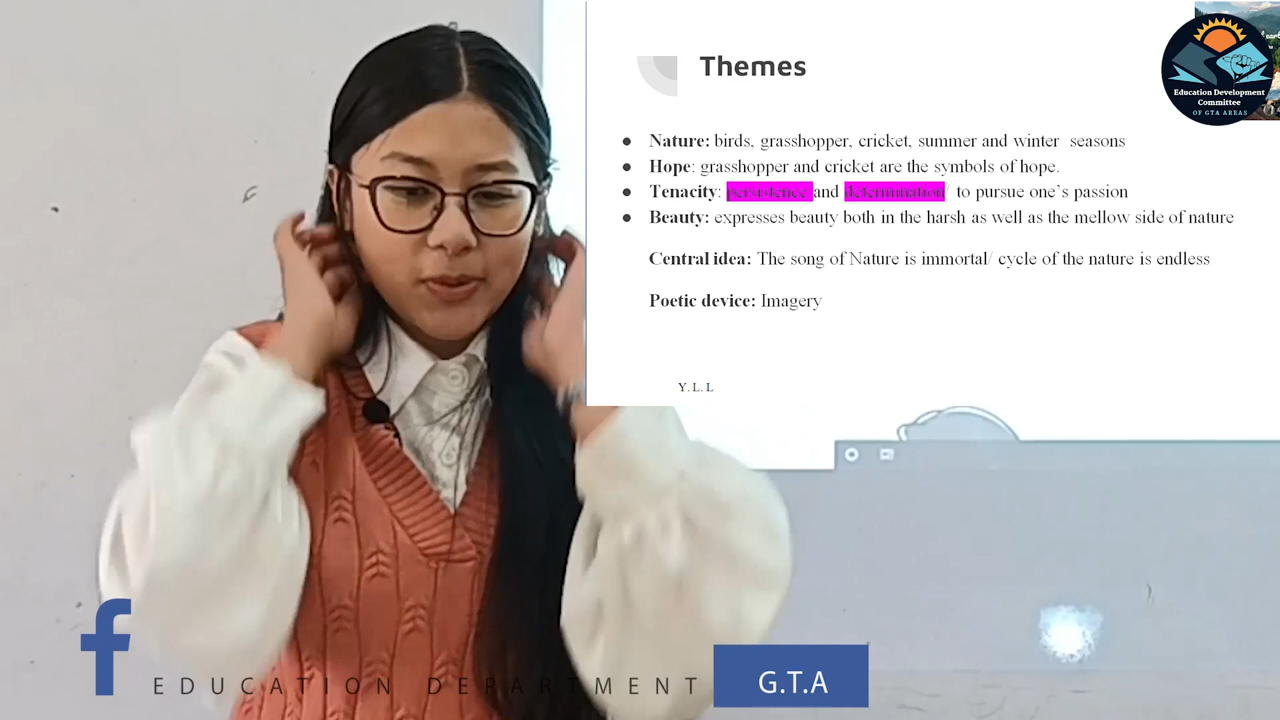 Themes
Nature: birds, grasshopper, cricket, summer and winter seasons
Hope: grasshopper and cricket are the symbols of hope.
Tenacity: persistence and determination/ to pursue one's passion
Beauty: expresses beauty both in the harsh as well as the mellow side of nature
Central idea: The song of Nature is immortal/ cycle of the nature is endless
Poetic device: Imagery
Y. L. L
Education Development
Committee
OF GTA AREAS
f
EDUCATION DEPARTMENT
G.T.A